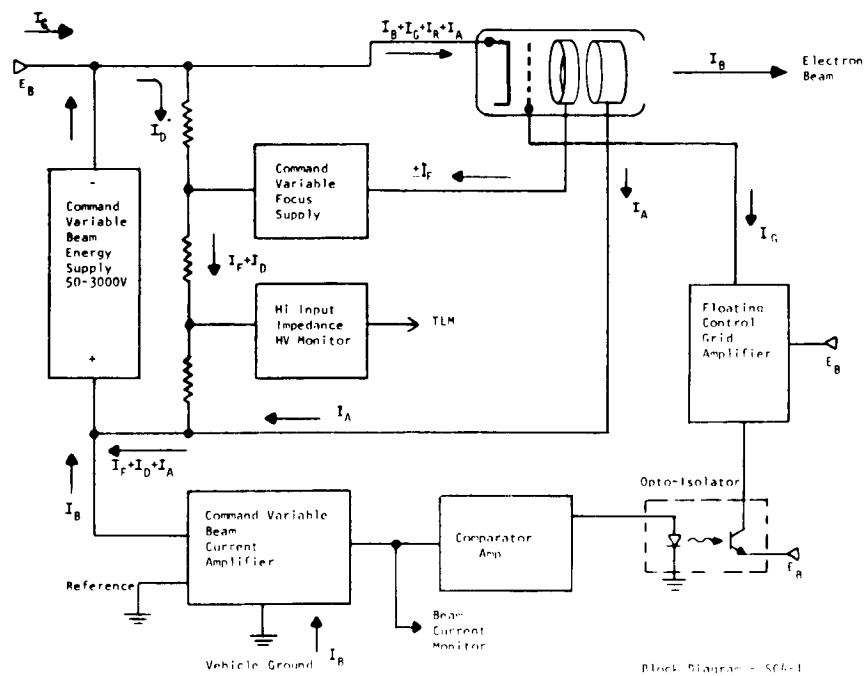 I_G
E_B
I_D
I_B+I_G+I_R+I_A
I_B
Electron
Beam
Command
Variable
Beam
Energy
Supply
50-3000V
-
+
Command
Variable
Focus
Supply
±I_F
I_A
I_G
I_F+I_D
Hi Input
Impedance
HV Monitor
TLM
Floating
Control
Grid
Amplifier
E_B
I_A
I_F+I_D+I_A
I_B
Opto-Isolator
Command Variable
Beam
Current
Amplifier
Comparator
Amp
E_B
Reference
Beam
Current
Monitor
Vehicle Ground
I_B
Block Diagram -